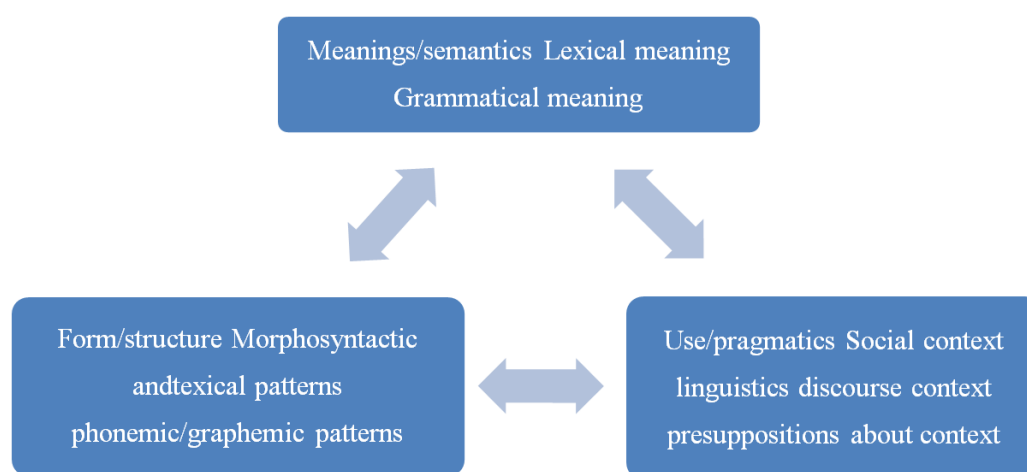 Meanings/semantics Lexical meaning
Grammatical meaning
Form/structure Morphosyntactic
andtexical patterns
phonemic/graphemic patterns
Use/pragmatics Social context
linguistics discourse context
presuppositions about context